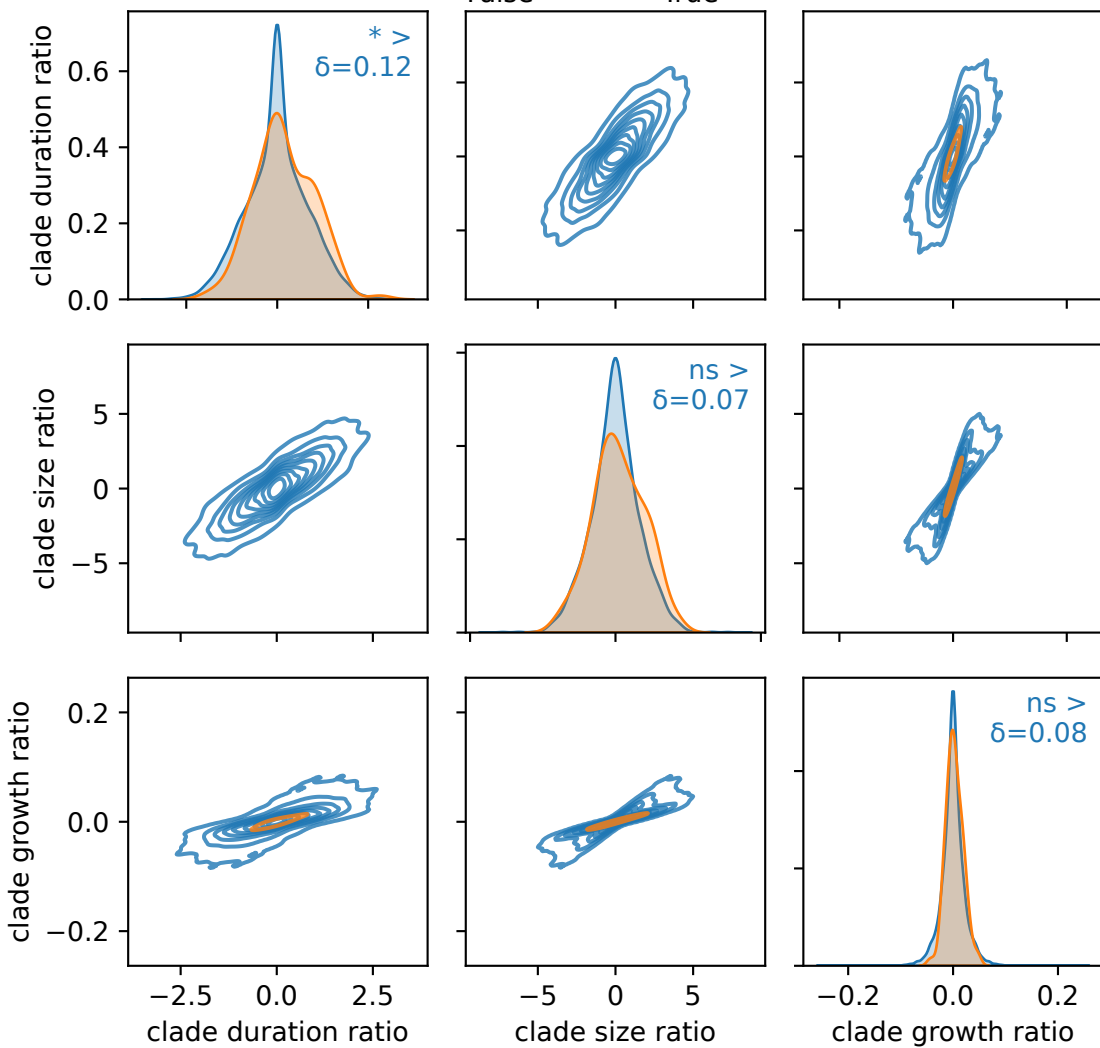 clade duration ratio
0.6
0.4
0.2
0.0
* >
δ=0.12
clade size ratio
5
0
−5
ns >
δ=0.07
clade growth ratio
0.2
0.0
−0.2
ns >
δ=0.08
−2.5 0.0 2.5
−5 0 5
−0.2 0.0 0.2
clade duration ratio
clade size ratio
clade growth ratio